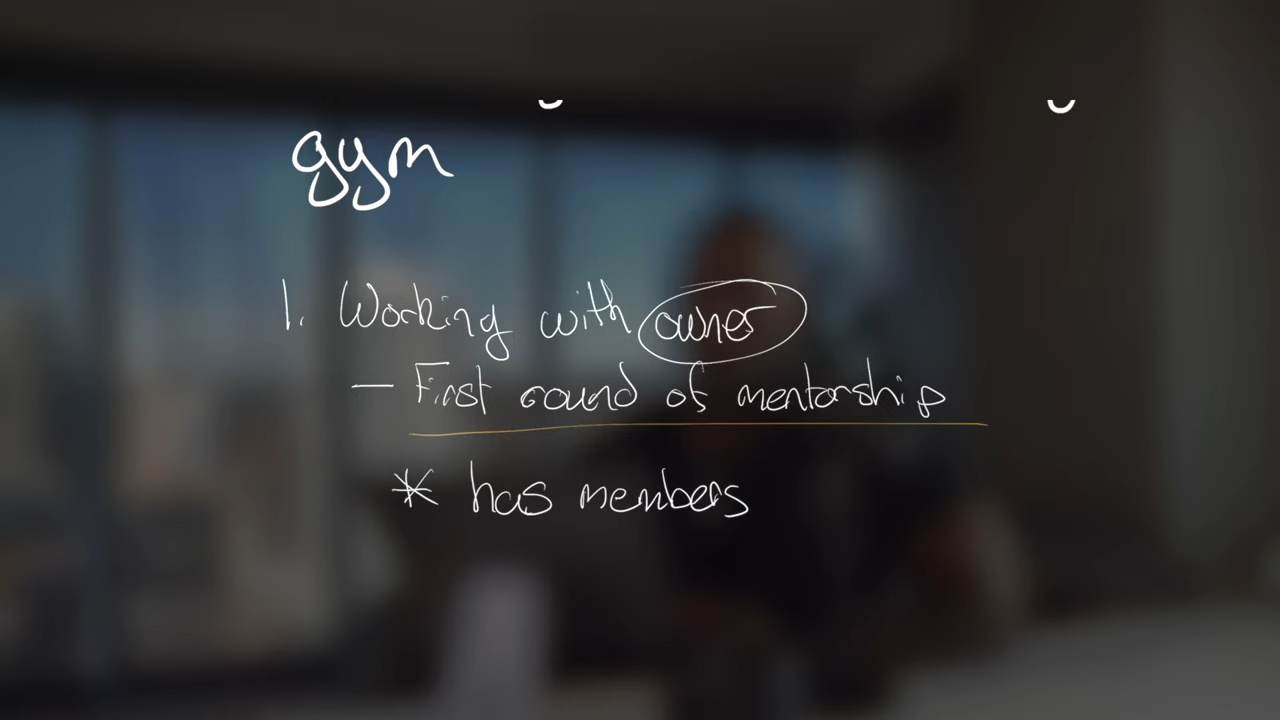 gym
1. Working with owner
- First round of mentorship
* has members